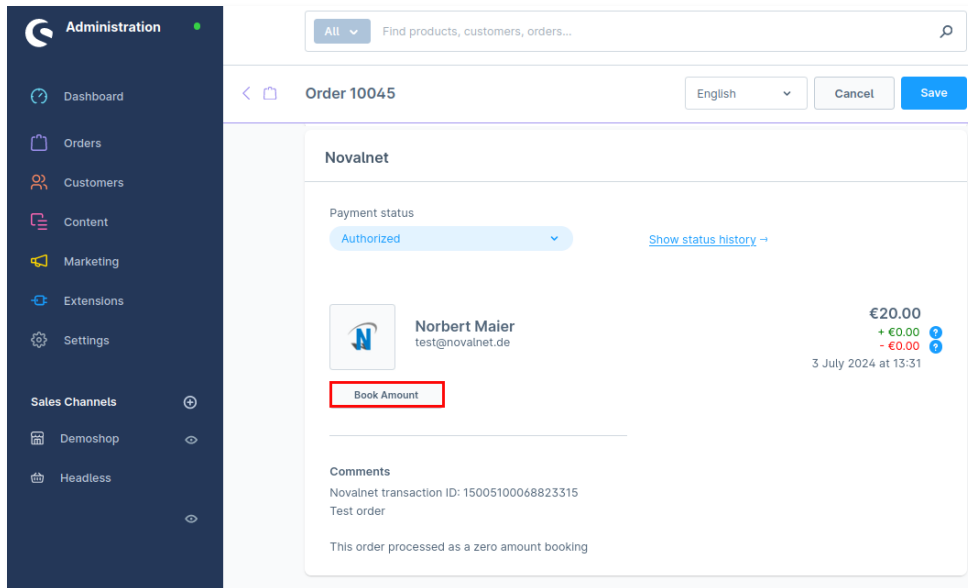 Administration
All
Find products, customers, orders...
Dashboard
Orders
Customers
Content
Marketing
Extensions
Settings
Sales Channels
Demoshop
Headless
Order 10045
English
Cancel
Save
Novalnet
Payment status
Authorized
Show status history →
N
Norbert Maier
test@novalnet.de
€20.00
+ €0.00 ?
- €0.00 ?
3 July 2024 at 13:31
Book Amount
Comments
Novalnet transaction ID: 15005100068823315
Test order
This order processed as a zero amount booking